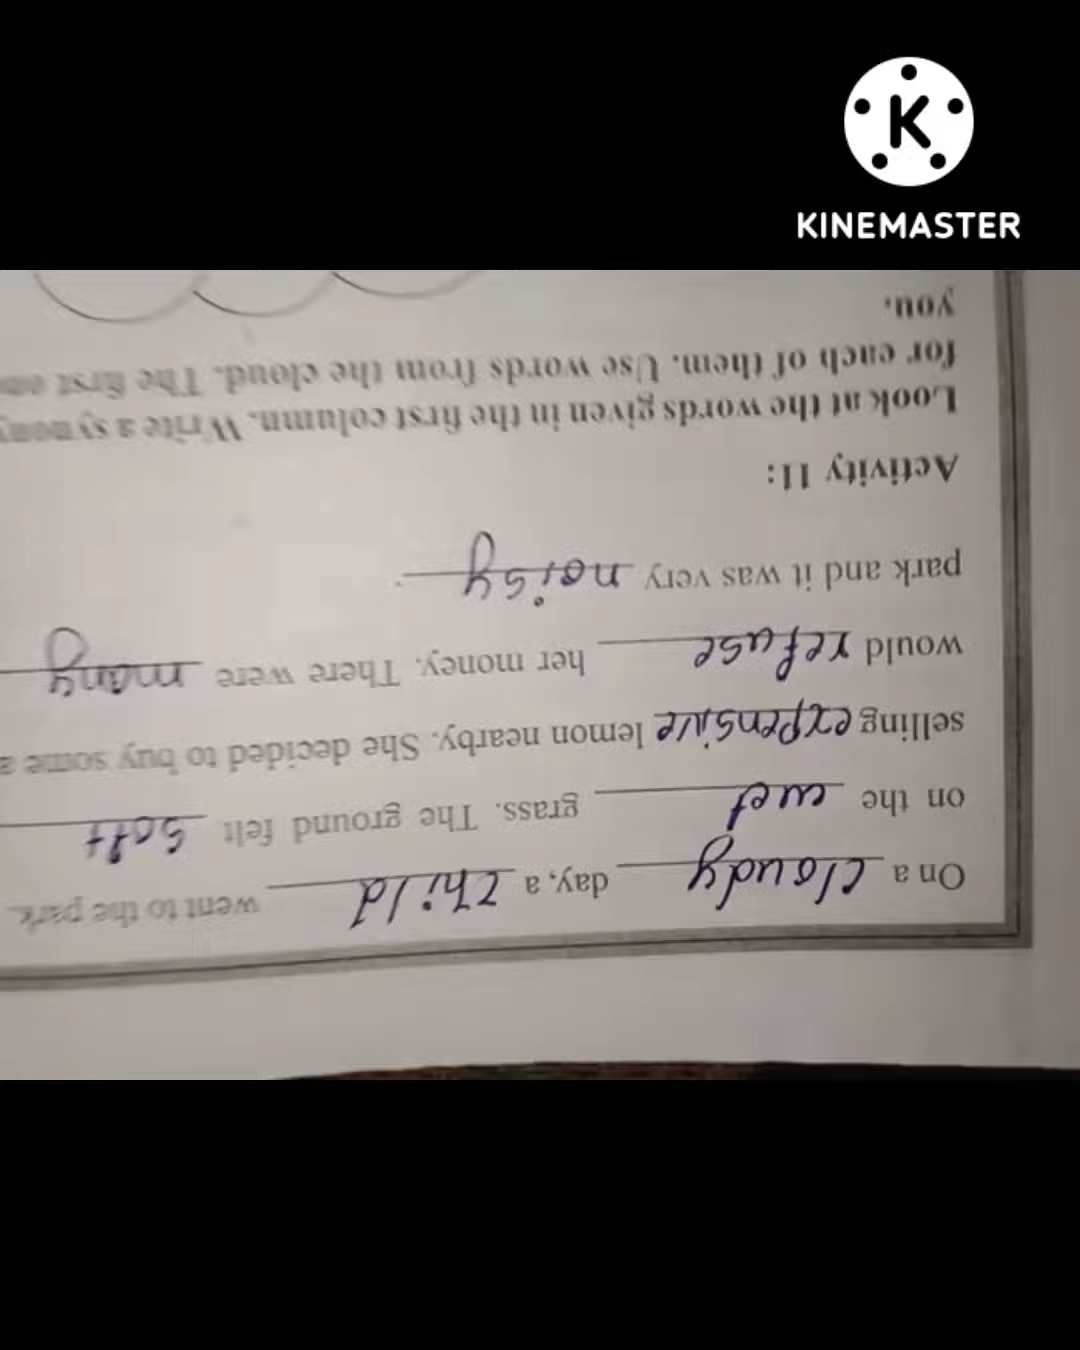 KINEMASTER
On a cloudy day, a child went to the park
on the wet grass. The ground felt soft
selling expensive lemon nearby. She decided to buy some a
would refuse her money. There were many
park and it was very noisy.
Activity 11:
Look at the words given in the first column. Write a synony
for each of them. Use words from the cloud. The first one
you.